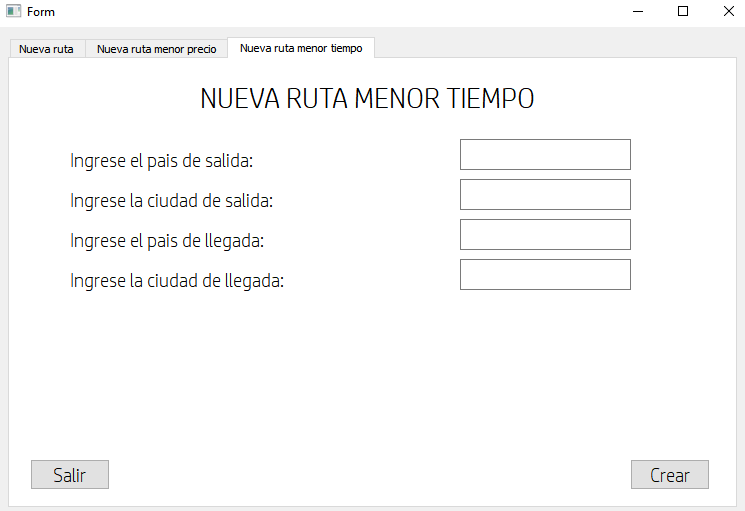 Form
Nueva ruta
Nueva ruta menor precio
Nueva ruta menor tiempo
NUEVA RUTA MENOR TIEMPO
Ingrese el pais de salida:
Ingrese la ciudad de salida:
Ingrese el pais de llegada:
Ingrese la ciudad de llegada:
Salir
Crear